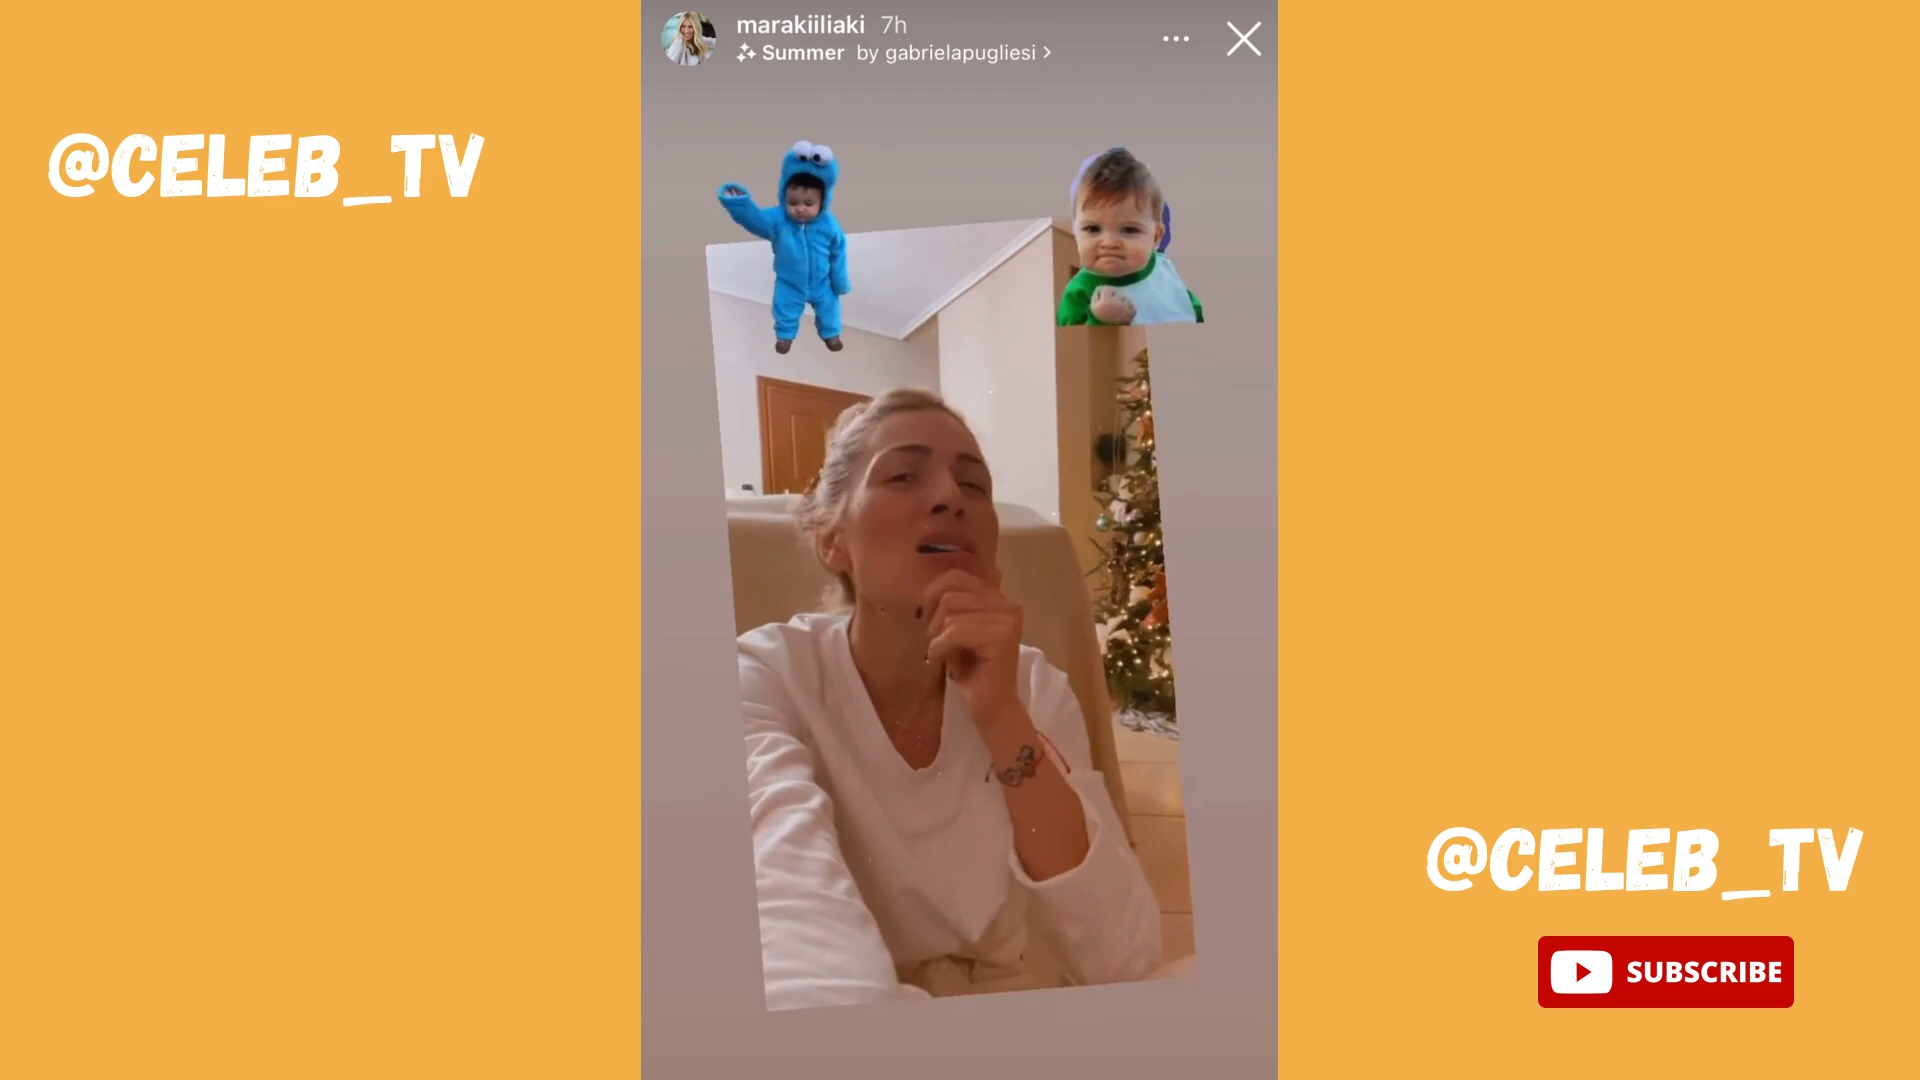 marakiiliaki 7h
Summer by gabrielapugliesi >
@CELEB_TV
@CELEB_TV
SUBSCRIBE